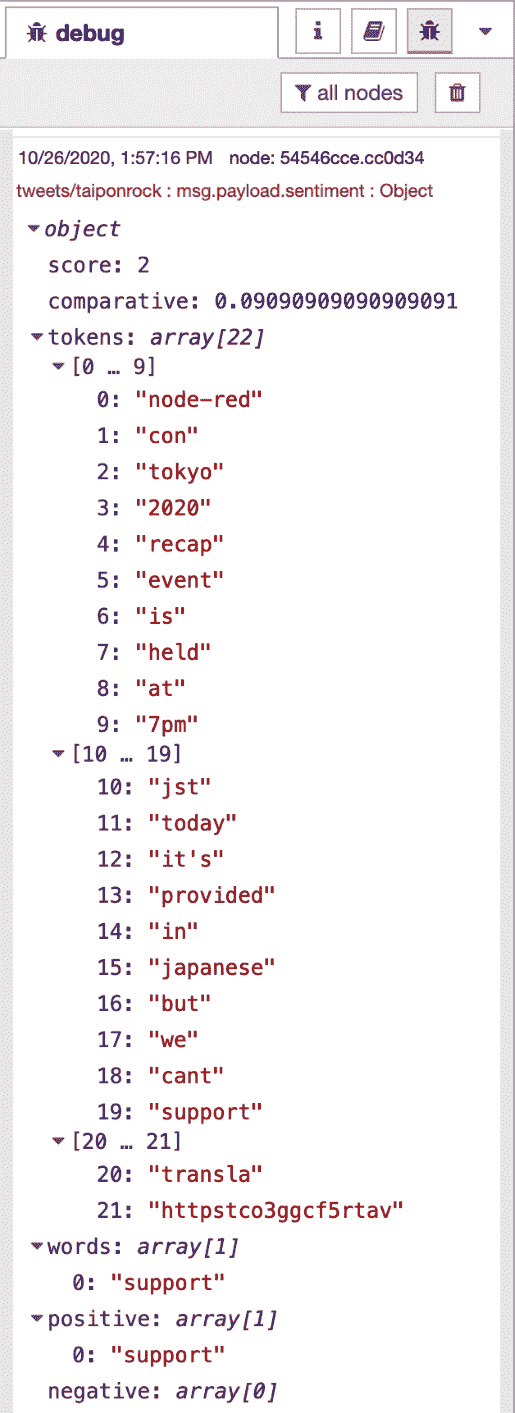 debug
i
all nodes
10/26/2020, 1:57:16 PM node: 54546cce.cc0d34
tweets/taiponrock : msg.payload.sentiment : Object
object
score: 2
comparative: 0.09090909090909091
tokens: array[22]
[0 … 9]
0: "node-red"
1: "con"
2: "tokyo"
3: "2020"
4: "recap"
5: "event"
6: "is"
7: "held"
8: "at"
9: "7pm"
[10 … 19]
10: "jst"
11: "today"
12: "it's"
13: "provided"
14: "in"
15: "japanese"
16: "but"
17: "we"
18: "cant"
19: "support"
[20 … 21]
20: "transla"
21: "httpstco3ggcf5rtav"
words: array[1]
0: "support"
positive: array[1]
0: "support"
negative: array[0]